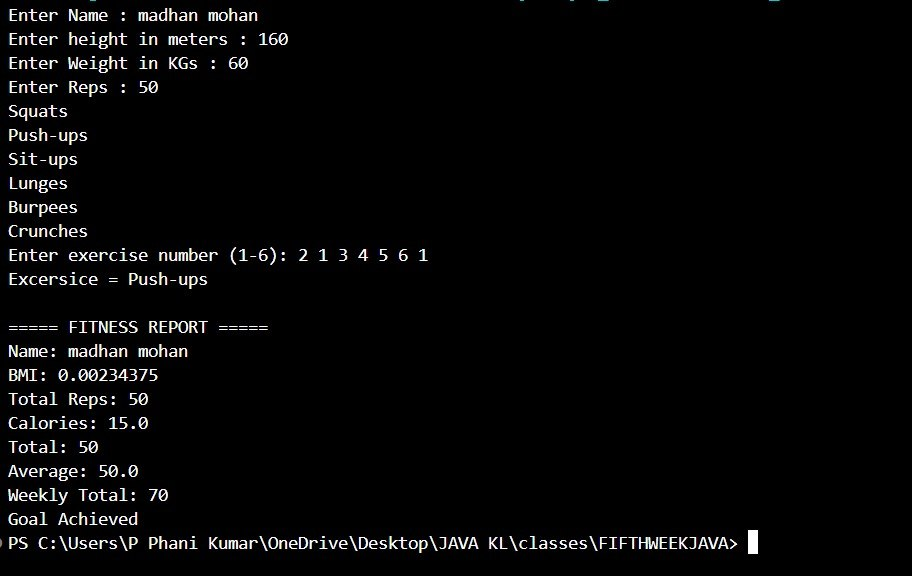 Enter Name : madhan mohan
Enter height in meters : 160
Enter Weight in KGs : 60
Enter Reps : 50
Squats
Push-ups
Sit-ups
Lunges
Burpees
Crunches
Enter exercise number (1-6): 2 1 3 4 5 6 1
Excersice = Push-ups
===== FITNESS REPORT =====
Name: madhan mohan
BMI: 0.00234375
Total Reps: 50
Calories: 15.0
Total: 50
Average: 50.0
Weekly Total: 70
Goal Achieved
PS C:\Users\P Phani Kumar\OneDrive\Desktop\JAVA KL\classes\FIFTHWEEKJAVA>